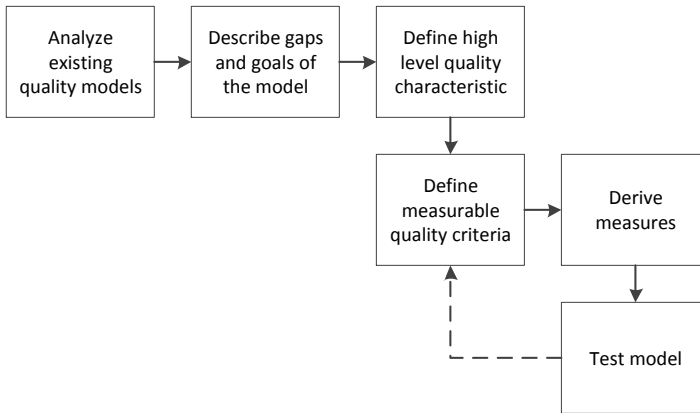 Analyze
existing
quality models
Describe gaps
and goals of
the model
Define high
level quality
characteristic
Define
measurable
quality criteria
Derive
measures
Test model